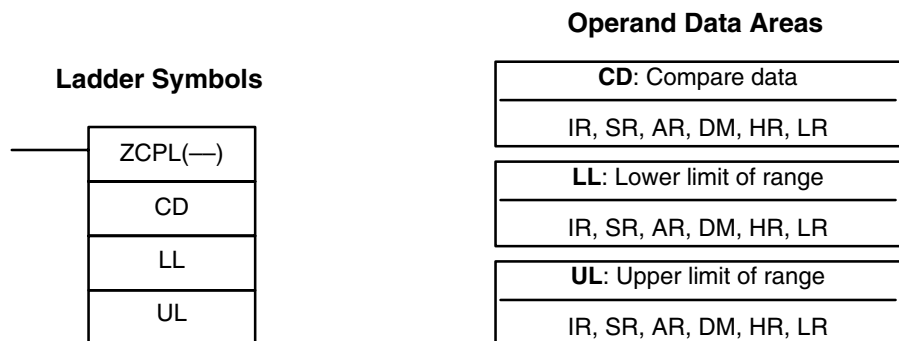 Operand Data Areas
Ladder Symbols
CD: Compare data
IR, SR, AR, DM, HR, LR
ZCPL(—)
CD
LL: Lower limit of range
IR, SR, AR, DM, HR, LR
LL
UL: Upper limit of range
UL
IR, SR, AR, DM, HR, LR